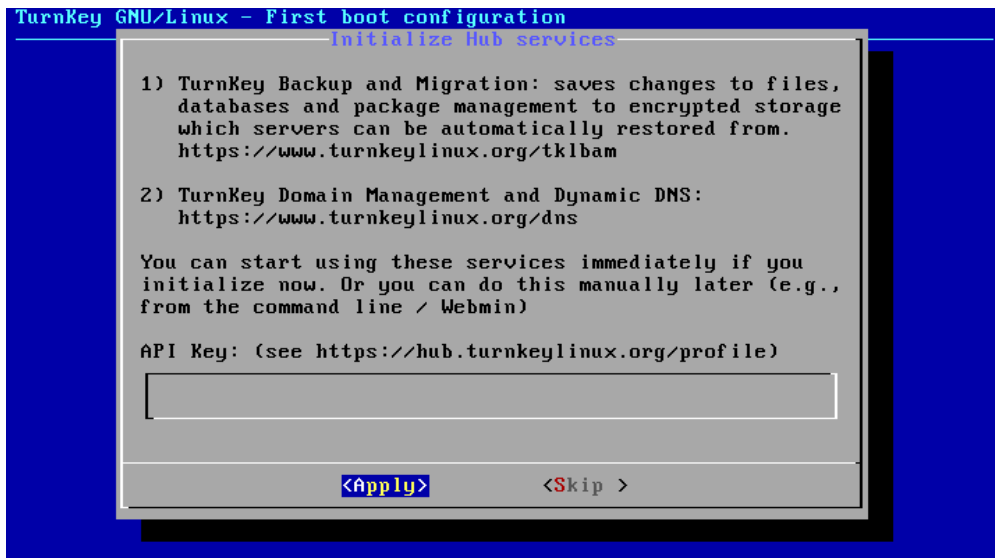 TurnKey GNU/Linux - First boot configuration
Initialize Hub services
1) TurnKey Backup and Migration: saves changes to files,
databases and package management to encrypted storage
which servers can be automatically restored from.
https://www.turnkeylinux.org/tklbam
2) TurnKey Domain Management and Dynamic DNS:
https://www.turnkeylinux.org/dns
You can start using these services immediately if you
initialize now. Or you can do this manually later (e.g.,
from the command line / Webmin)
API Key: (see https://hub.turnkeylinux.org/profile)
<Apply> <Skip >